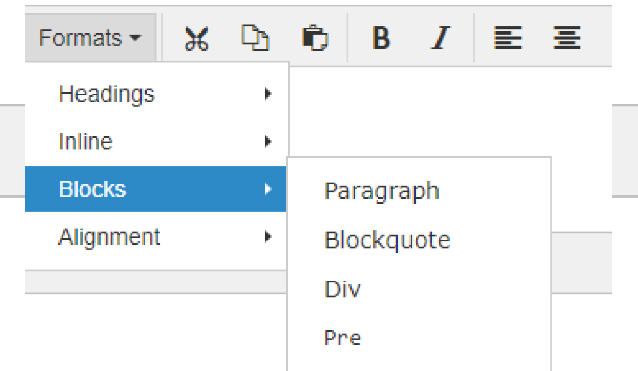 Formats
B I
Headings
Inline
Blocks
Alignment
Paragraph
Blockquote
Div
Pre